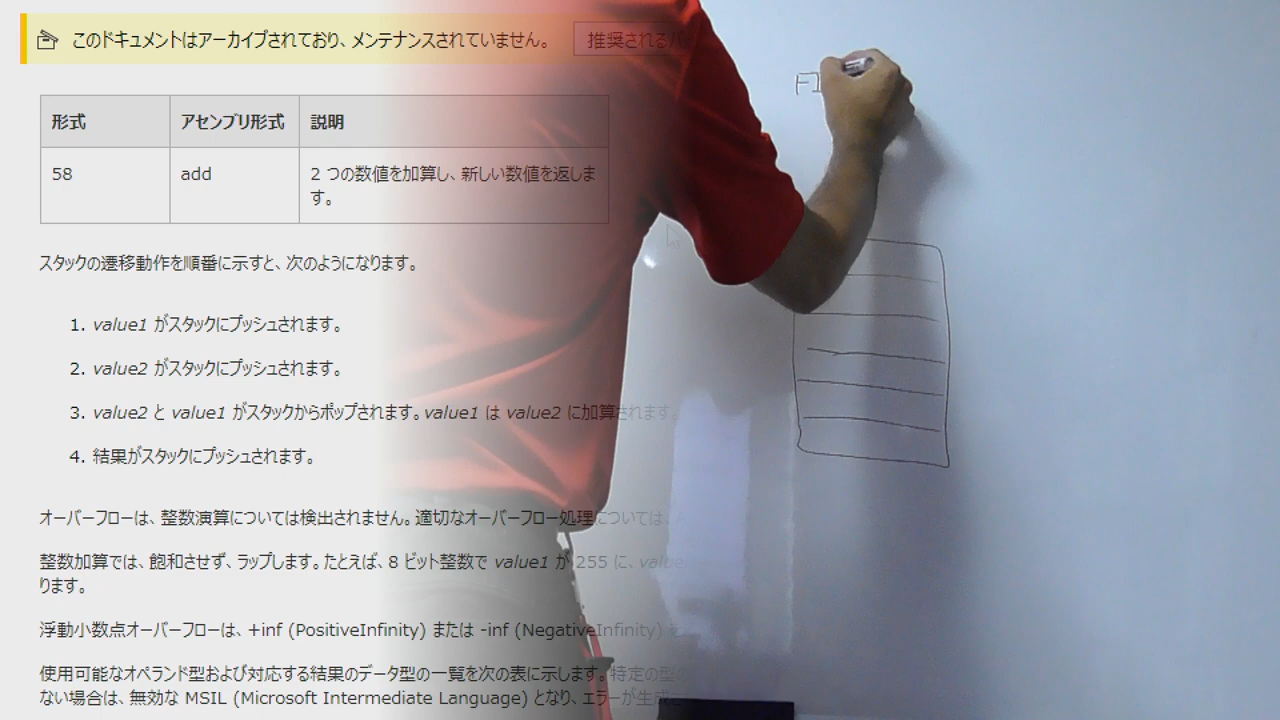 このドキュメントはアーカイブされており、メンテナンスされていません。 推奨される
形式 アセンブリ形式 説明
58 add 2 つの数値を加算し、新しい数値を返しま
す。
スタックの遷移動作を順番に示すと、次のようになります。
1. value1 がスタックにプッシュされます。
2. value2 がスタックにプッシュされます。
3. value2 と value1 がスタックからポップされます。value1 は value2 に加算されます。
4. 結果がスタックにプッシュされます。
オーバーフローは、整数演算については検出されません。適切なオーバーフロー処理については、
整数加算では、飽和させず、ラップします。たとえば、8 ビット整数で value1 が 255 に、value
ります。
浮動小数点オーバーフローは、+inf (PositiveInfinity) または -inf (NegativeInfinity)
使用可能なオペランド型および対応する結果のデータ型の一覧を次の表に示します。特定の型
ない場合は、無効な MSIL (Microsoft Intermediate Language) となり、エラーが生成